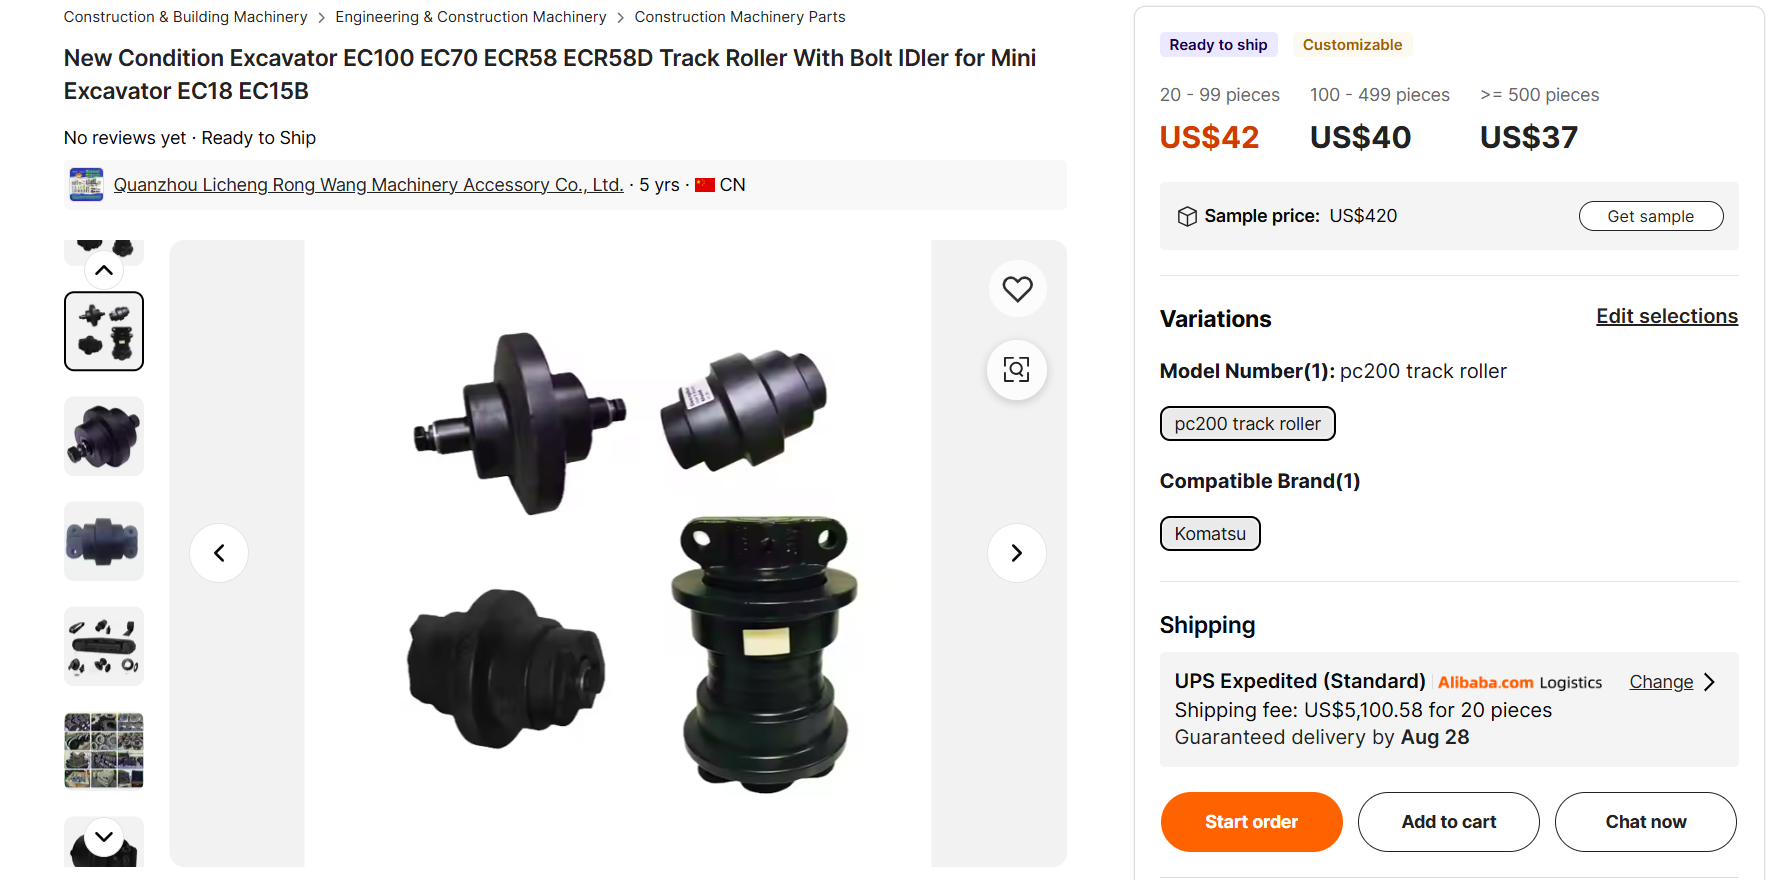 Construction & Building Machinery > Engineering & Construction Machinery > Construction Machinery Parts
New Condition Excavator EC100 EC70 ECR58 ECR58D Track Roller With Bolt IDler for Mini
Excavator EC18 EC15B
No reviews yet · Ready to Ship
Quanzhou Licheng Rong Wang Machinery Accessory Co., Ltd. · 5 yrs · CN
Ready to ship
Customizable
20 - 99 pieces
US$42
100 - 499 pieces
US$40
>= 500 pieces
US$37
Sample price: US$420
Get sample
Variations
Edit selections
Model Number(1): pc200 track roller
pc200 track roller
Compatible Brand(1)
Komatsu
Shipping
UPS Expedited (Standard) Alibaba.com Logistics
Change
Shipping fee: US$5,100.58 for 20 pieces
Guaranteed delivery by Aug 28
Start order
Add to cart
Chat now